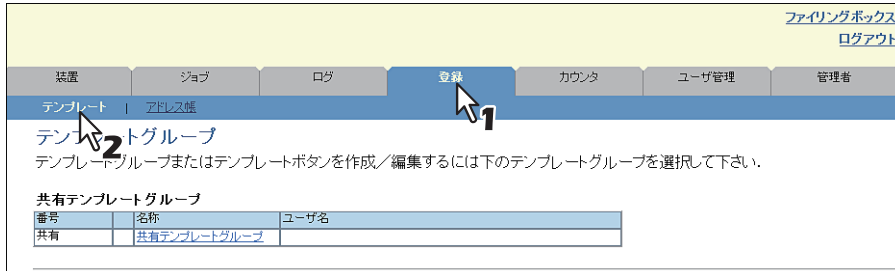 ファイリングボックス
ログアウト
装置 ジョブ ログ 登録 カウンタ ユーザ管理 管理者
テンプレート | アドレス帳
1
2
テンプレートグループ
テンプレートグループまたはテンプレートボタンを作成／編集するには下のテンプレートグループを選択して下さい.
共有テンプレートグループ
番号 名称 ユーザ名
共有 共有テンプレートグループ